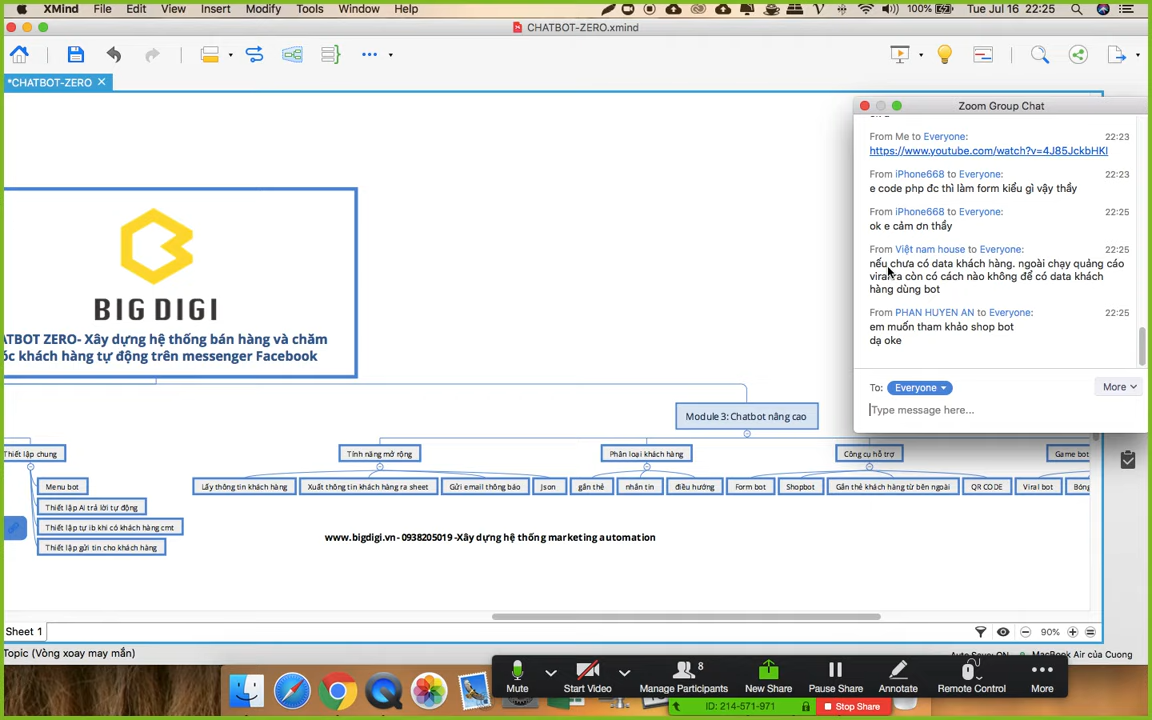 XMind File Edit View Insert Modify Tools Window Help 100% Tue Jul 16 22:25
CHATBOT-ZERO.xmind
*CHATBOT-ZERO
Zoom Group Chat
From Me to Everyone: 22:23
https://www.youtube.com/watch?v=4J85JckbHKI
From iPhone668 to Everyone: 22:23
e code php đc thì làm form kiểu gì vậy thầy
From iPhone668 to Everyone: 22:25
ok e cảm ơn thầy
From Việt nam house to Everyone: 22:25
nếu chưa có data khách hàng. ngoài chạy quảng cáo
viral ra còn có cách nào không để có data khách
hàng dùng bot
From PHAN HUYEN AN to Everyone: 22:25
em muốn tham khảo shop bot
dạ oke
To: Everyone More
Type message here...
BIG DIGI
ATBOT ZERO- Xây dựng hệ thống bán hàng và chăm
óc khách hàng tự động trên messenger Facebook
Module 3: Chatbot nâng cao
Thiết lập chung Tính năng mở rộng Phân loại khách hàng Công cụ hỗ trợ Game bot
Menu bot Lấy thông tin khách hàng Xuất thông tin khách hàng ra sheet Gửi email thông báo Json gắn thẻ nhắn tin điều hướng Form bot Shopbot Gắn thẻ khách hàng từ bên ngoài QR CODE Viral bot Bóng
Thiết lập AI trả lời tự động
Thiết lập tự ib khi có khách hàng cmt
Thiết lập gửi tin cho khách hàng
www.bigdigi.vn- 0938205019 -Xây dựng hệ thống marketing automation
Sheet 1 90%
Topic (Vòng xoay may mắn) Auto Save: ON MacBook Air của Cuong
8
Mute Start Video Manage Participants New Share Pause Share Annotate Remote Control More
ID: 214-571-971 Stop Share